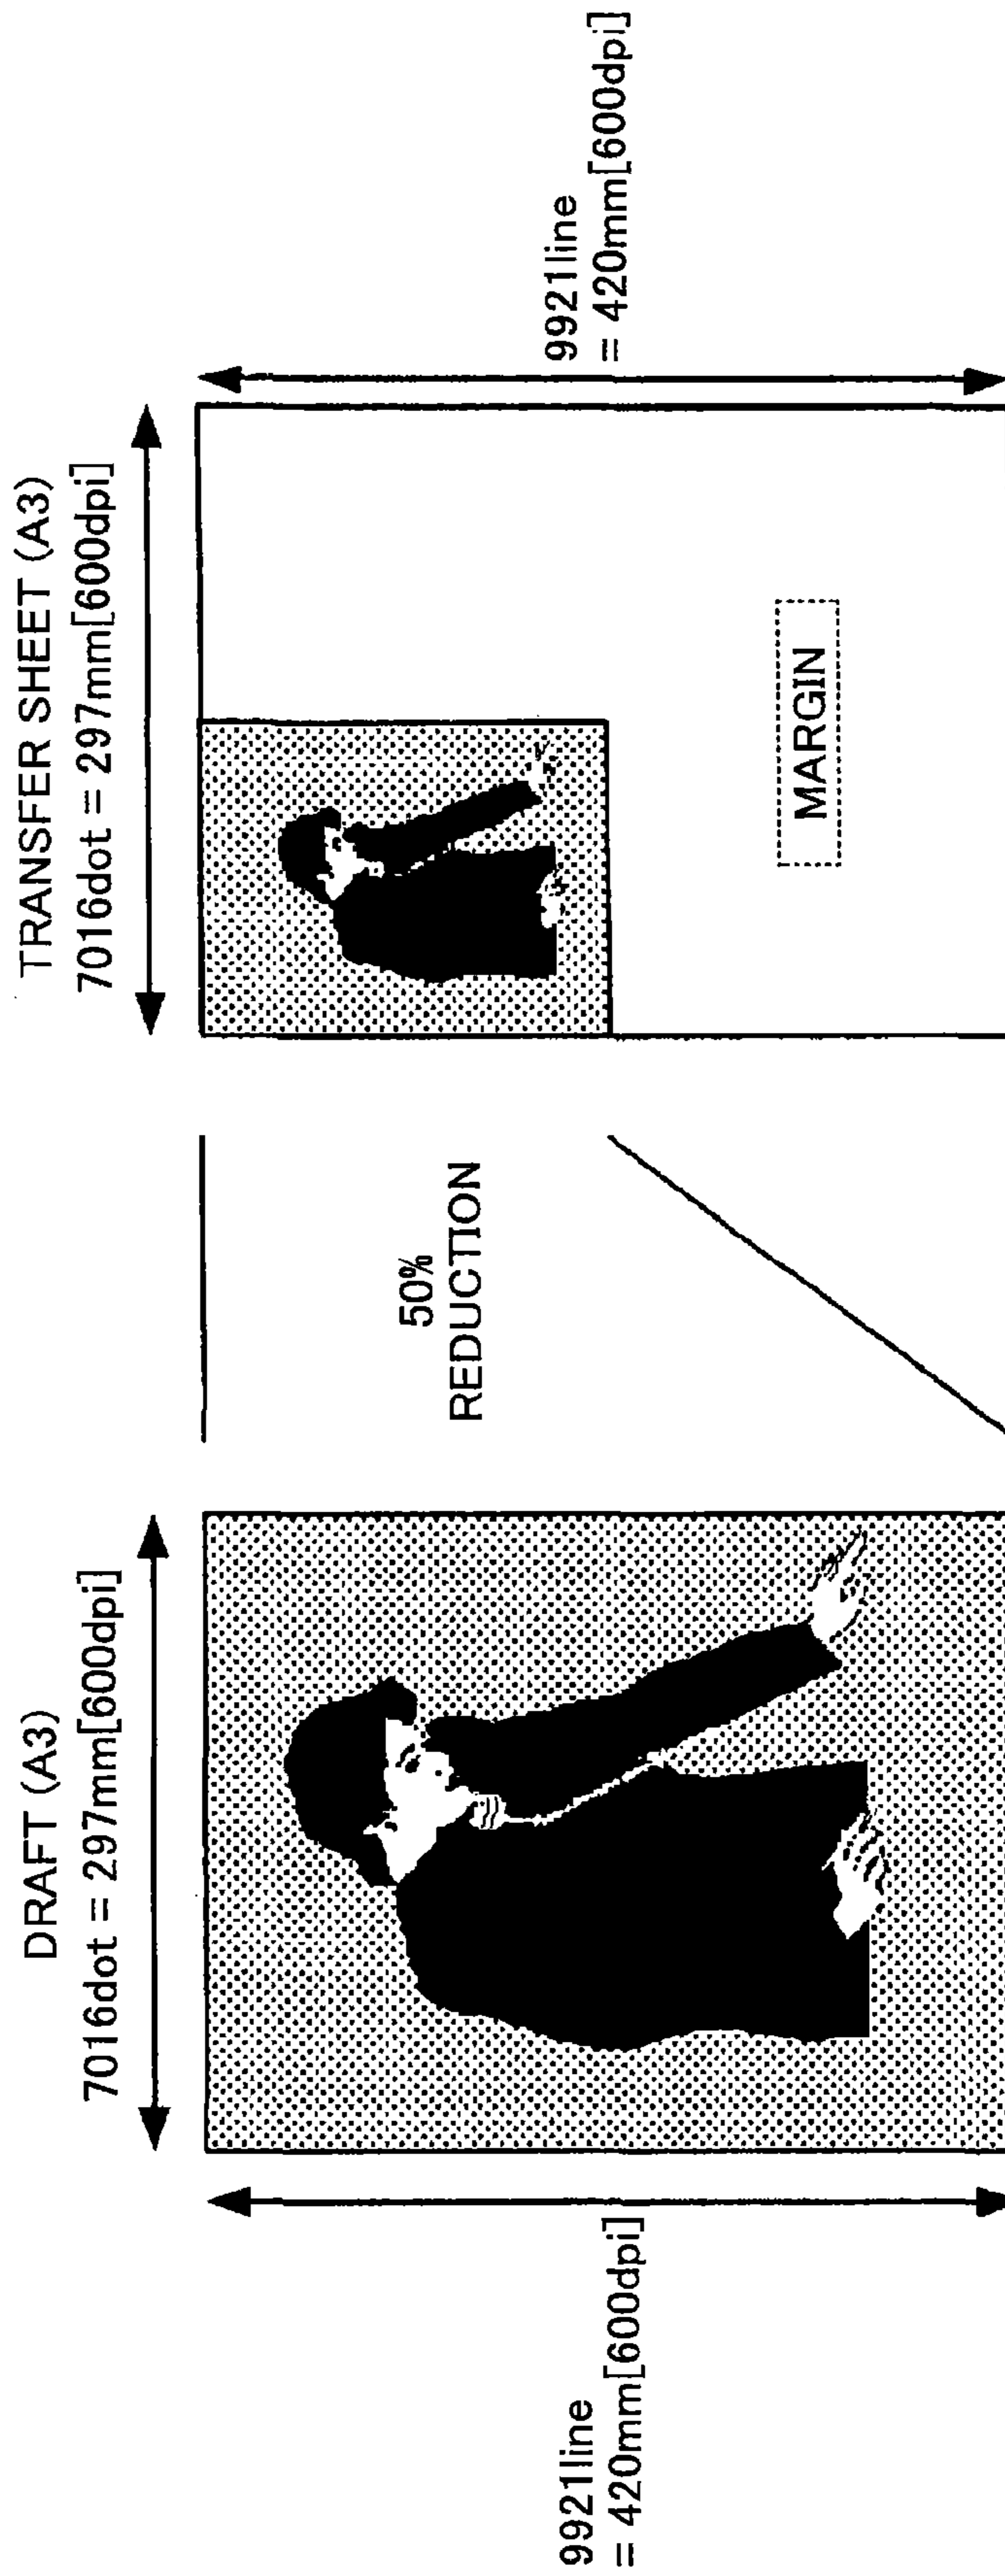 DRAFT (A3)
7016dot = 297mm[600dpi]
9921line
= 420mm[600dpi]
50%
REDUCTION
TRANSFER SHEET (A3)
7016dot = 297mm[600dpi]
9921line
= 420mm[600dpi]
MARGIN